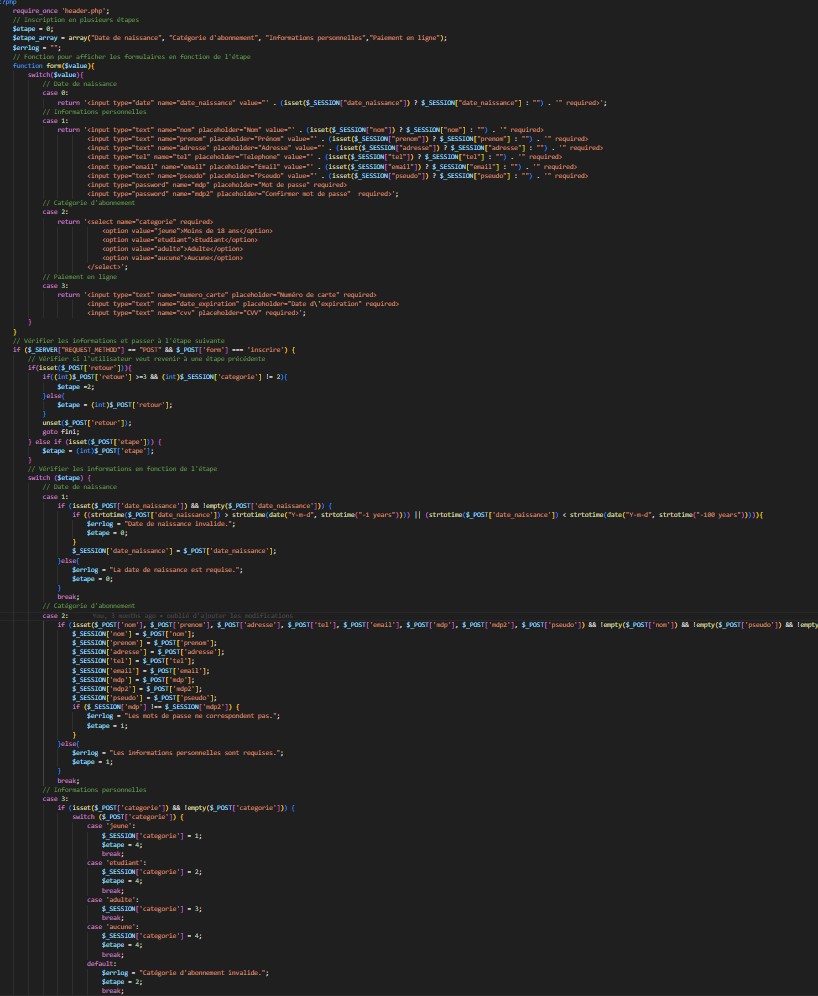 ?php
require_once 'header.php';
// Inscription en plusieurs étapes
$etape = 0;
$etape_array = array("Date de naissance", "Catégorie d'abonnement", "Informations personnelles","Paiement en ligne");
$errlog = "";
// Fonction pour afficher les formulaires en fonction de l'étape
function form($value){
switch($value){
// Date de naissance
case 0:
return '<input type="date" name="date_naissance" value="' . (isset($_SESSION["date_naissance"]) ? $_SESSION["date_naissance"] : "") . '" required>';
// Informations personnelles
case 1:
return '<input type="text" name="nom" placeholder="Nom" value="' . (isset($_SESSION["nom"]) ? $_SESSION["nom"] : "") . '" required>
<input type="text" name="prenom" placeholder="Prénom" value="' . (isset($_SESSION["prenom"]) ? $_SESSION["prenom"] : "") . '" required>
<input type="text" name="adresse" placeholder="Adresse" value="' . (isset($_SESSION["adresse"]) ? $_SESSION["adresse"] : "") . '" required>
<input type="tel" name="tel" placeholder="Telephone" value="' . (isset($_SESSION["tel"]) ? $_SESSION["tel"] : "") . '" required>
<input type="email" name="email" placeholder="Email" value="' . (isset($_SESSION["email"]) ? $_SESSION["email"] : "") . '" required>
<input type="text" name="pseudo" placeholder="Pseudo" value="' . (isset($_SESSION["pseudo"]) ? $_SESSION["pseudo"] : "") . '" required>
<input type="password" name="mdp" placeholder="Mot de passe" required>
<input type="password" name="mdp2" placeholder="Confirmer mot de passe"  required>';
// Catégorie d'abonnement
case 2:
return '<select name="categorie" required>
<option value="jeune">Moins de 18 ans</option>
<option value="etudiant">Etudiant</option>
<option value="adulte">Adulte</option>
<option value="aucune">Aucune</option>
</select>';
// Paiement en ligne
case 3:
return '<input type="text" name="numero_carte" placeholder="Numéro de carte" required>
<input type="text" name="date_expiration" placeholder="Date d\'expiration" required>
<input type="text" name="cvv" placeholder="CVV" required>';
}
}
// Vérifier les informations et passer à l'étape suivante
if ($_SERVER["REQUEST_METHOD"] == "POST" && $_POST['form'] === 'inscrire') {
// Vérifier si l'utilisateur veut revenir à une étape précédente
if(isset($_POST['retour'])){
if((int)$_POST['retour'] >=3 && (int)$_SESSION['categorie'] != 2){
$etape =2;
}else{
$etape = (int)$_POST['retour'];
}
unset($_POST['retour']);
goto fini;
} else if (isset($_POST['etape'])) {
$etape = (int)$_POST['etape'];
}
// Vérifier les informations en fonction de l'étape
switch ($etape) {
// Date de naissance
case 1:
if (isset($_POST['date_naissance']) && !empty($_POST['date_naissance'])) {
if ((strtotime($_POST['date_naissance']) > strtotime(date("Y-m-d", strtotime("-1 years")))) || (strtotime($_POST['date_naissance']) < strtotime(date("Y-m-d", strtotime("-100 years"))))){
$errlog = "Date de naissance invalide.";
$etape = 0;
}
$_SESSION['date_naissance'] = $_POST['date_naissance'];
}else{
$errlog = "La date de naissance est requise.";
$etape = 0;
}
break;
// Catégorie d'abonnement
case 2: You, 5 months ago • oublié d'ajouter les modifications
if (isset($_POST['nom'], $_POST['prenom'], $_POST['adresse'], $_POST['tel'], $_POST['email'], $_POST['mdp'], $_POST['mdp2'], $_POST['pseudo']) && !empty($_POST['nom']) && !empty($_POST['pseudo']) && !empty
$_SESSION['nom'] = $_POST['nom'];
$_SESSION['prenom'] = $_POST['prenom'];
$_SESSION['adresse'] = $_POST['adresse'];
$_SESSION['tel'] = $_POST['tel'];
$_SESSION['email'] = $_POST['email'];
$_SESSION['mdp'] = $_POST['mdp'];
$_SESSION['mdp2'] = $_POST['mdp2'];
$_SESSION['pseudo'] = $_POST['pseudo'];
if ($_SESSION['mdp'] !== $_SESSION['mdp2']) {
$errlog = "Les mots de passe ne correspondent pas.";
$etape = 1;
}
}else{
$errlog = "Les informations personnelles sont requises.";
$etape = 1;
}
break;
// Informations personnelles
case 3:
if (isset($_POST['categorie']) && !empty($_POST['categorie'])) {
switch ($_POST['categorie']) {
case 'jeune':
$_SESSION['categorie'] = 1;
$etape = 4;
break;
case 'etudiant':
$_SESSION['categorie'] = 2;
$etape = 4;
break;
case 'adulte':
$_SESSION['categorie'] = 3;
break;
case 'aucune':
$_SESSION['categorie'] = 4;
$etape = 4;
break;
default:
$errlog = "Catégorie d'abonnement invalide.";
$etape = 2;
break;